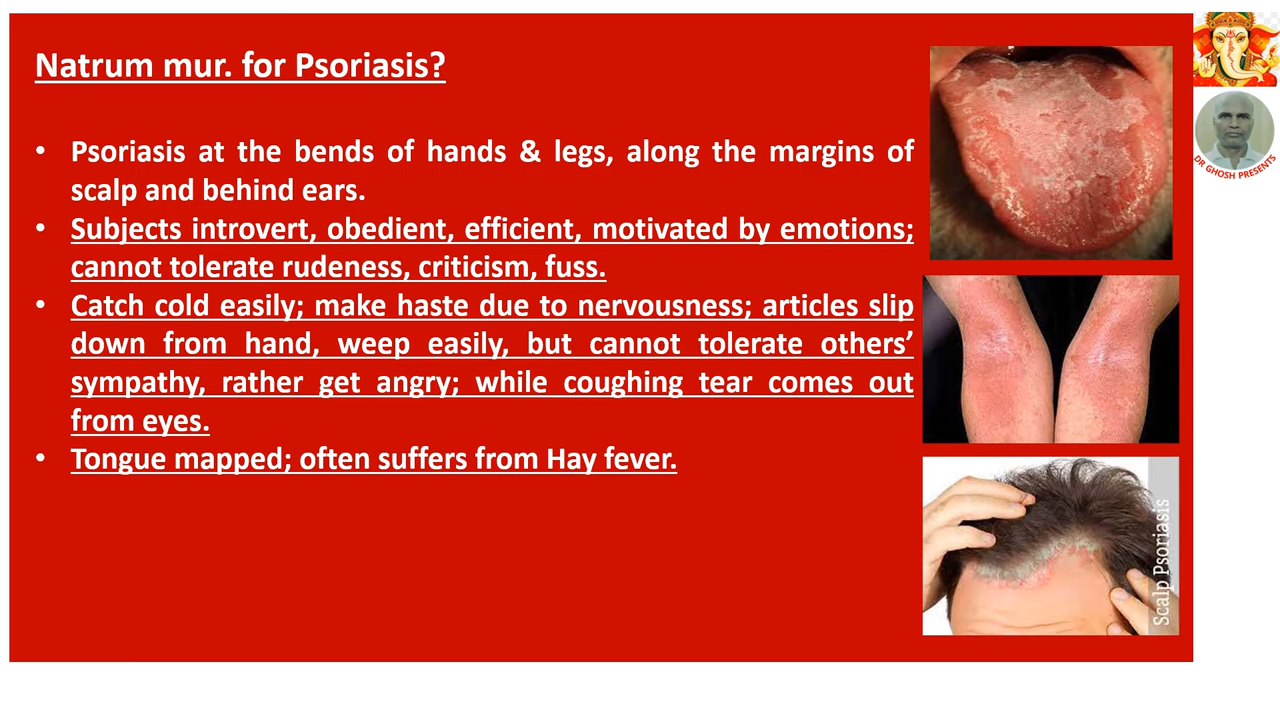 Natrum mur. for Psoriasis?
• Psoriasis at the bends of hands & legs, along the margins of
scalp and behind ears.
• Subjects introvert, obedient, efficient, motivated by emotions;
cannot tolerate rudeness, criticism, fuss.
• Catch cold easily; make haste due to nervousness; articles slip
down from hand, weep easily, but cannot tolerate others’
sympathy, rather get angry; while coughing tear comes out
from eyes.
• Tongue mapped; often suffers from Hay fever.
Scalp Psoriasis
DR GHOSH PRESENTS